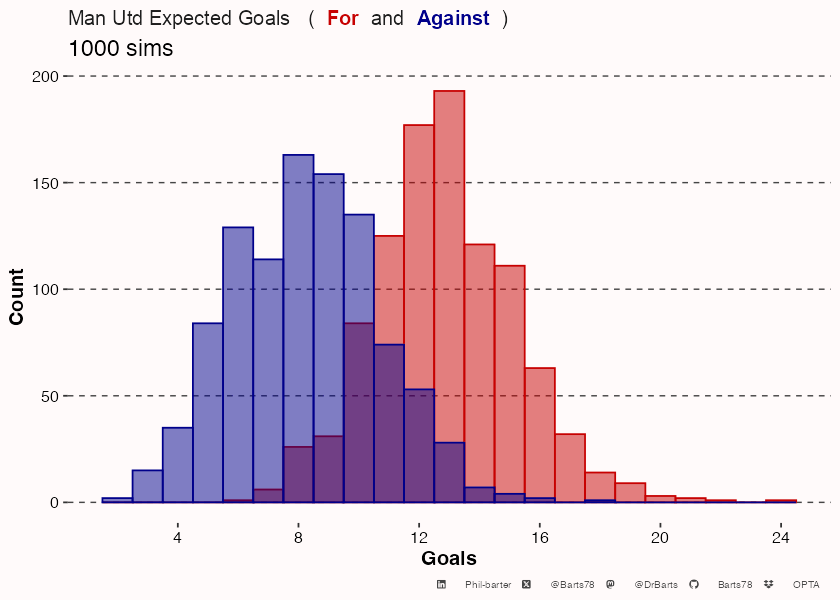 Man Utd Expected Goals ( For and Against )
1000 sims
200
150
100
50
0
Count
4 8 12 16 20 24
Goals
Phil-barter @Barts78 @DrBarts Barts78 OPTA